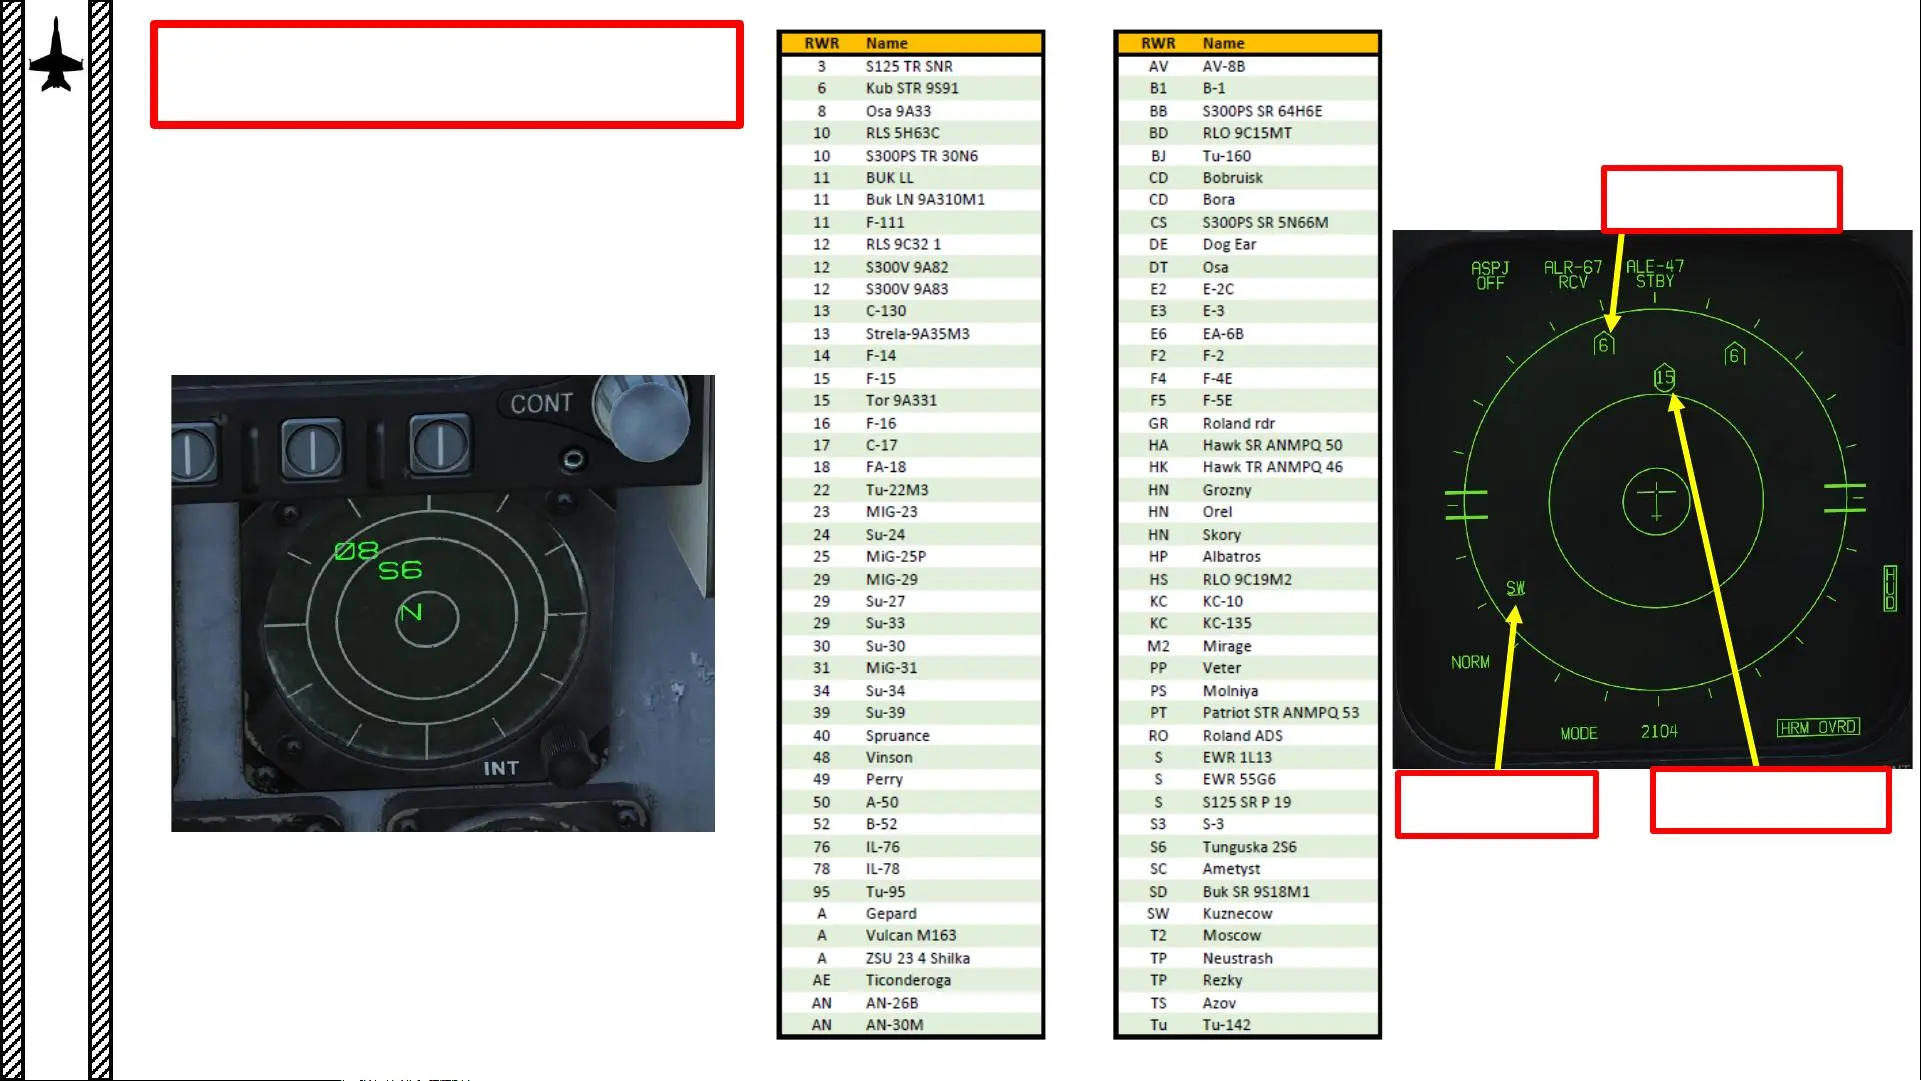 RWR Name
3 S125 TR SNR
6 Kub STR 9S91
8 Osa 9A33
10 RLS 5H63C
10 S300PS TR 30N6
11 BUK LL
11 Buk LN 9A310M1
11 F-111
12 RLS 9C32 1
12 S300V 9A82
12 S300V 9A83
13 C-130
13 Strela-9A35M3
14 F-14
15 F-15
15 Tor 9A331
16 F-16
17 C-17
18 FA-18
22 Tu-22M3
23 MIG-23
24 Su-24
25 MiG-25P
29 MIG-29
29 Su-27
29 Su-33
30 Su-30
31 MiG-31
34 Su-34
39 Su-39
40 Spruance
48 Vinson
49 Perry
50 A-50
52 B-52
76 IL-76
78 IL-78
95 Tu-95
A Gepard
A Vulcan M163
A ZSU 23 4 Shilka
AE Ticonderoga
AN AN-26B
AN AN-30M
RWR Name
AV AV-8B
B1 B-1
BB S300PS SR 64H6E
BD RLO 9C15MT
BJ Tu-160
CD Bobruisk
CD Bora
CS S300PS SR 5N66M
DE Dog Ear
DT Osa
E2 E-2C
E3 E-3
E6 EA-6B
F2 F-2
F4 F-4E
F5 F-5E
GR Roland rdr
HA Hawk SR ANMPQ 50
HK Hawk TR ANMPQ 46
HN Grozny
HN Orel
HN Skory
HP Albatros
HS RLO 9C19M2
KC KC-10
KC KC-135
M2 Mirage
PP Veter
PS Molniya
PT Patriot STR ANMPQ 53
RO Roland ADS
S EWR 1L13
S EWR 55G6
S S125 SR P 19
S3 S-3
S6 Tunguska 2S6
SC Ametyst
SD Buk SR 9S18M1
SW Kuznecow
T2 Moscow
TP Neustrash
TP Rezky
TS Azov
Tu Tu-142
CONT
08
S6
N
INT
ASPJ ALR-67 ALE-47
OFF RCV STBY
6
6
15
SW
HUD
NORM
MODE 2104 HRM OVRD